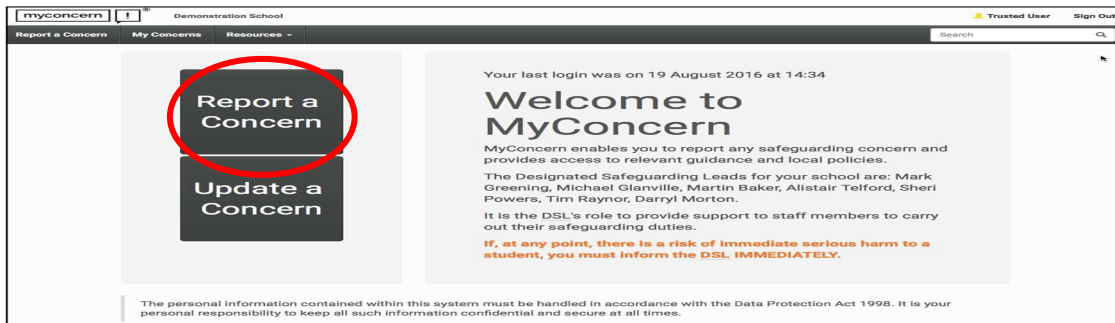 myconcern ! ®
Demonstration School
Trusted User
Sign Out
Report a Concern
My Concerns
Resources
Search
Report a
Concern
Update a
Concern
Your last login was on 19 August 2016 at 14:34
Welcome to
MyConcern
MyConcern enables you to report any safeguarding concern and
provides access to relevant guidance and local policies.
The Designated Safeguarding Leads for your school are: Mark
Greening, Michael Glanville, Martin Baker, Alistair Telford, Sheri
Powers, Tim Raynor, Darryl Morton.
It is the DSL's role to provide support to staff members to carry
out their safeguarding duties.
If, at any point, there is a risk of immediate serious harm to a
student, you must inform the DSL IMMEDIATELY.
The personal information contained within this system must be handled in accordance with the Data Protection Act 1998. It is your
personal responsibility to keep all such information confidential and secure at all times.